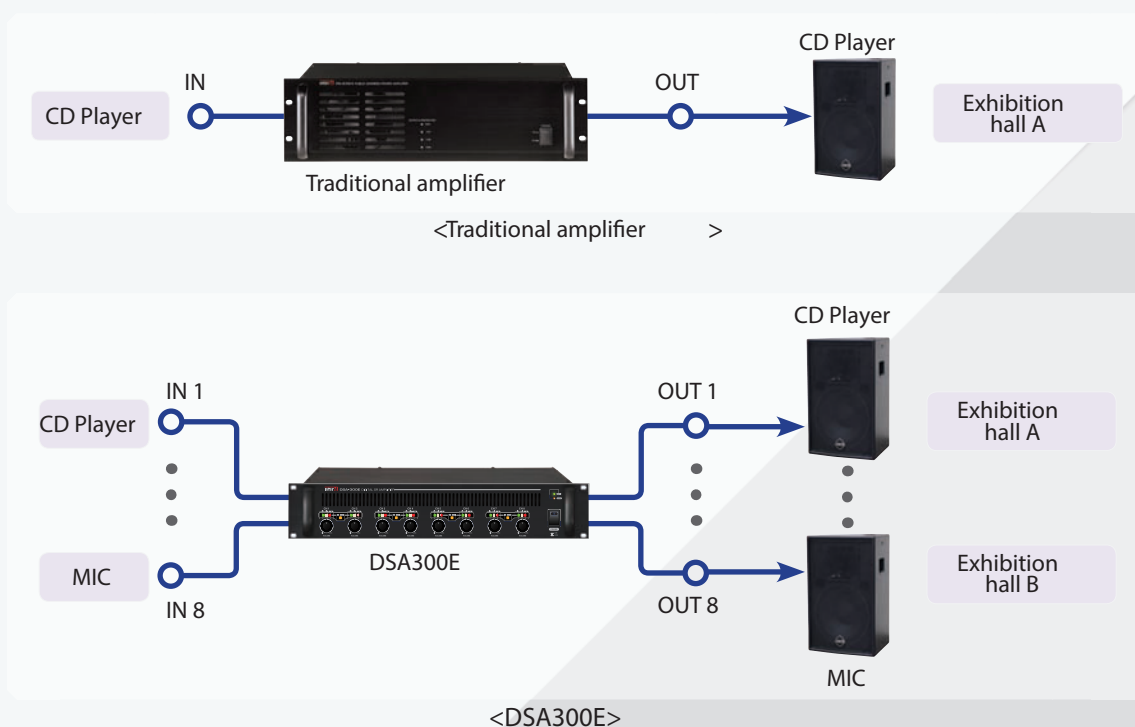 CD Player
IN
OUT
CD Player
Exhibition
hall A
Traditional amplifier
<Traditional amplifier >
CD Player
IN 1
OUT 1
CD Player
Exhibition
hall A
DSA300E
MIC
IN 8
OUT 8
Exhibition
hall B
MIC
<DSA300E>